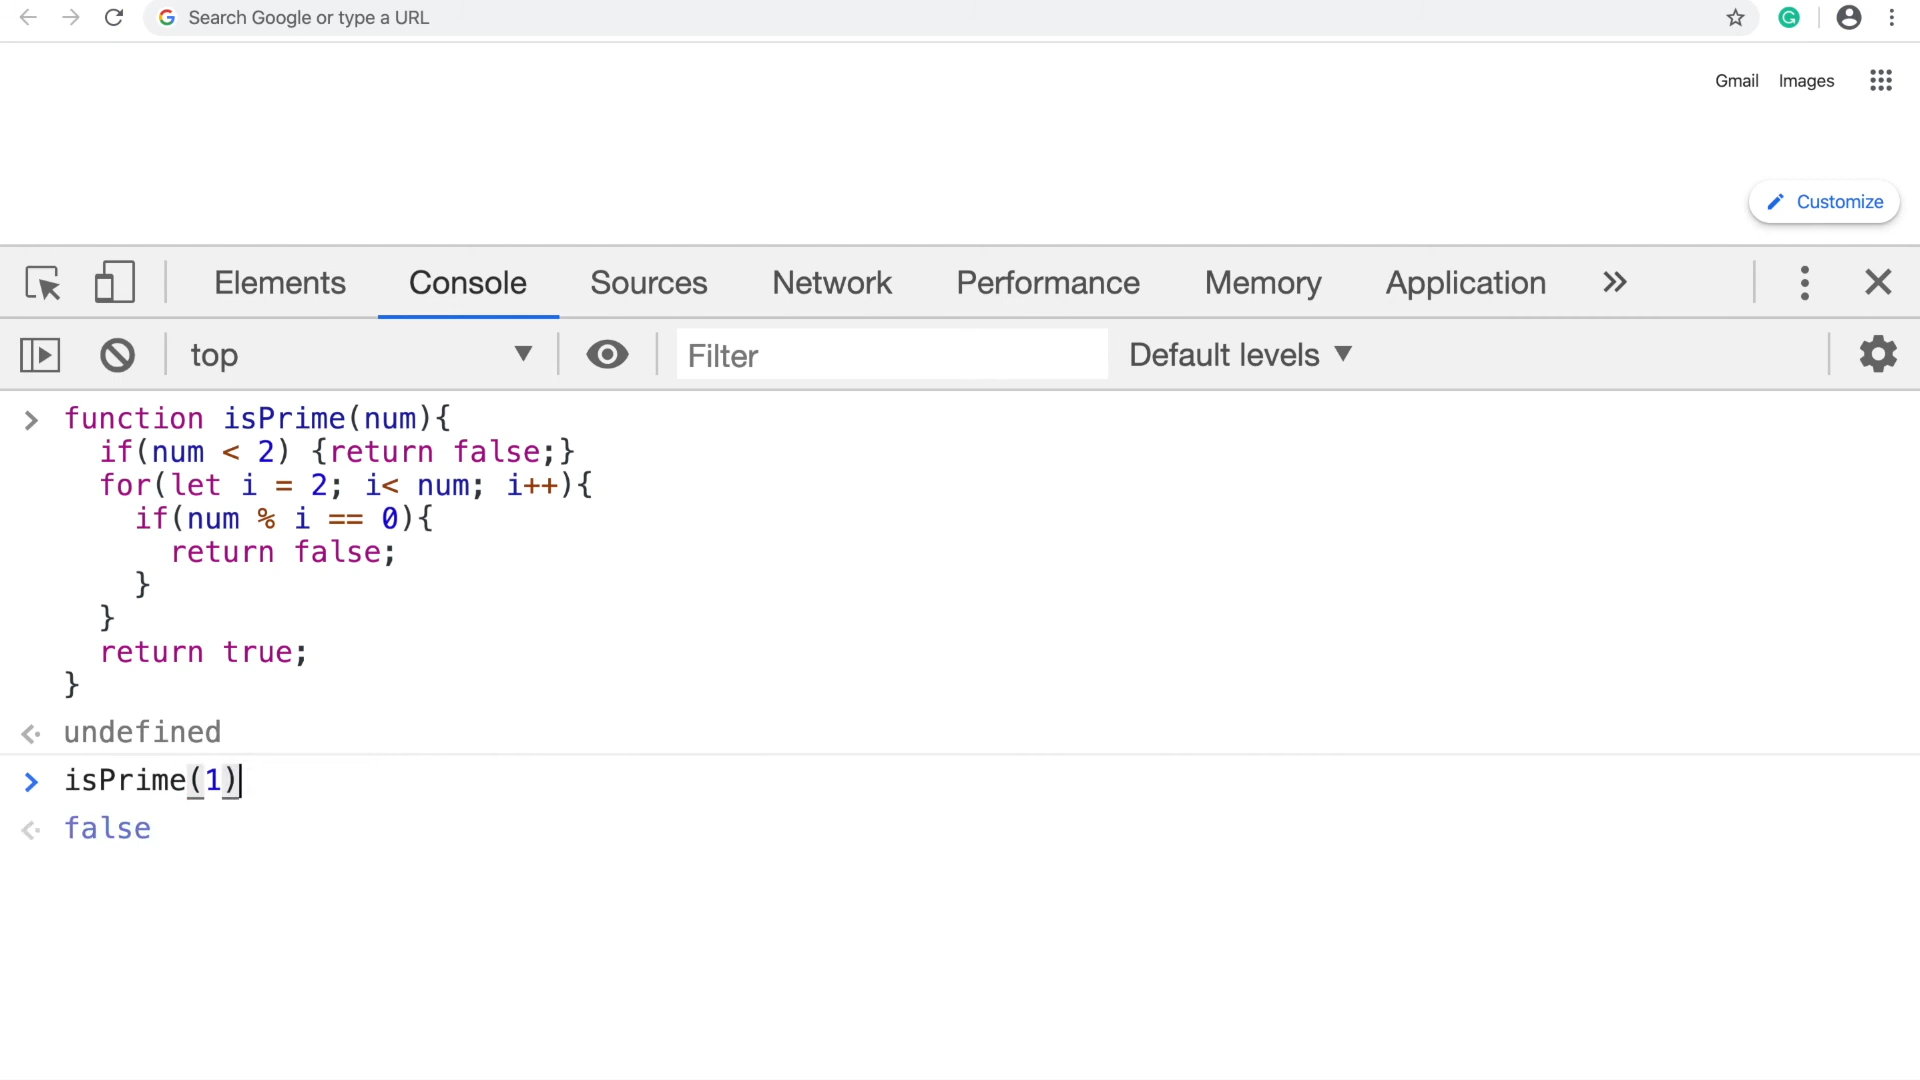 Search Google or type a URL
Gmail Images
Customize
Elements Console Sources Network Performance Memory Application
top Filter Default levels
function isPrime(num){
if(num < 2) {return false;}
for(let i = 2; i< num; i++){
if(num % i == 0){
return false;
}
}
return true;
}
undefined
isPrime(1)
false